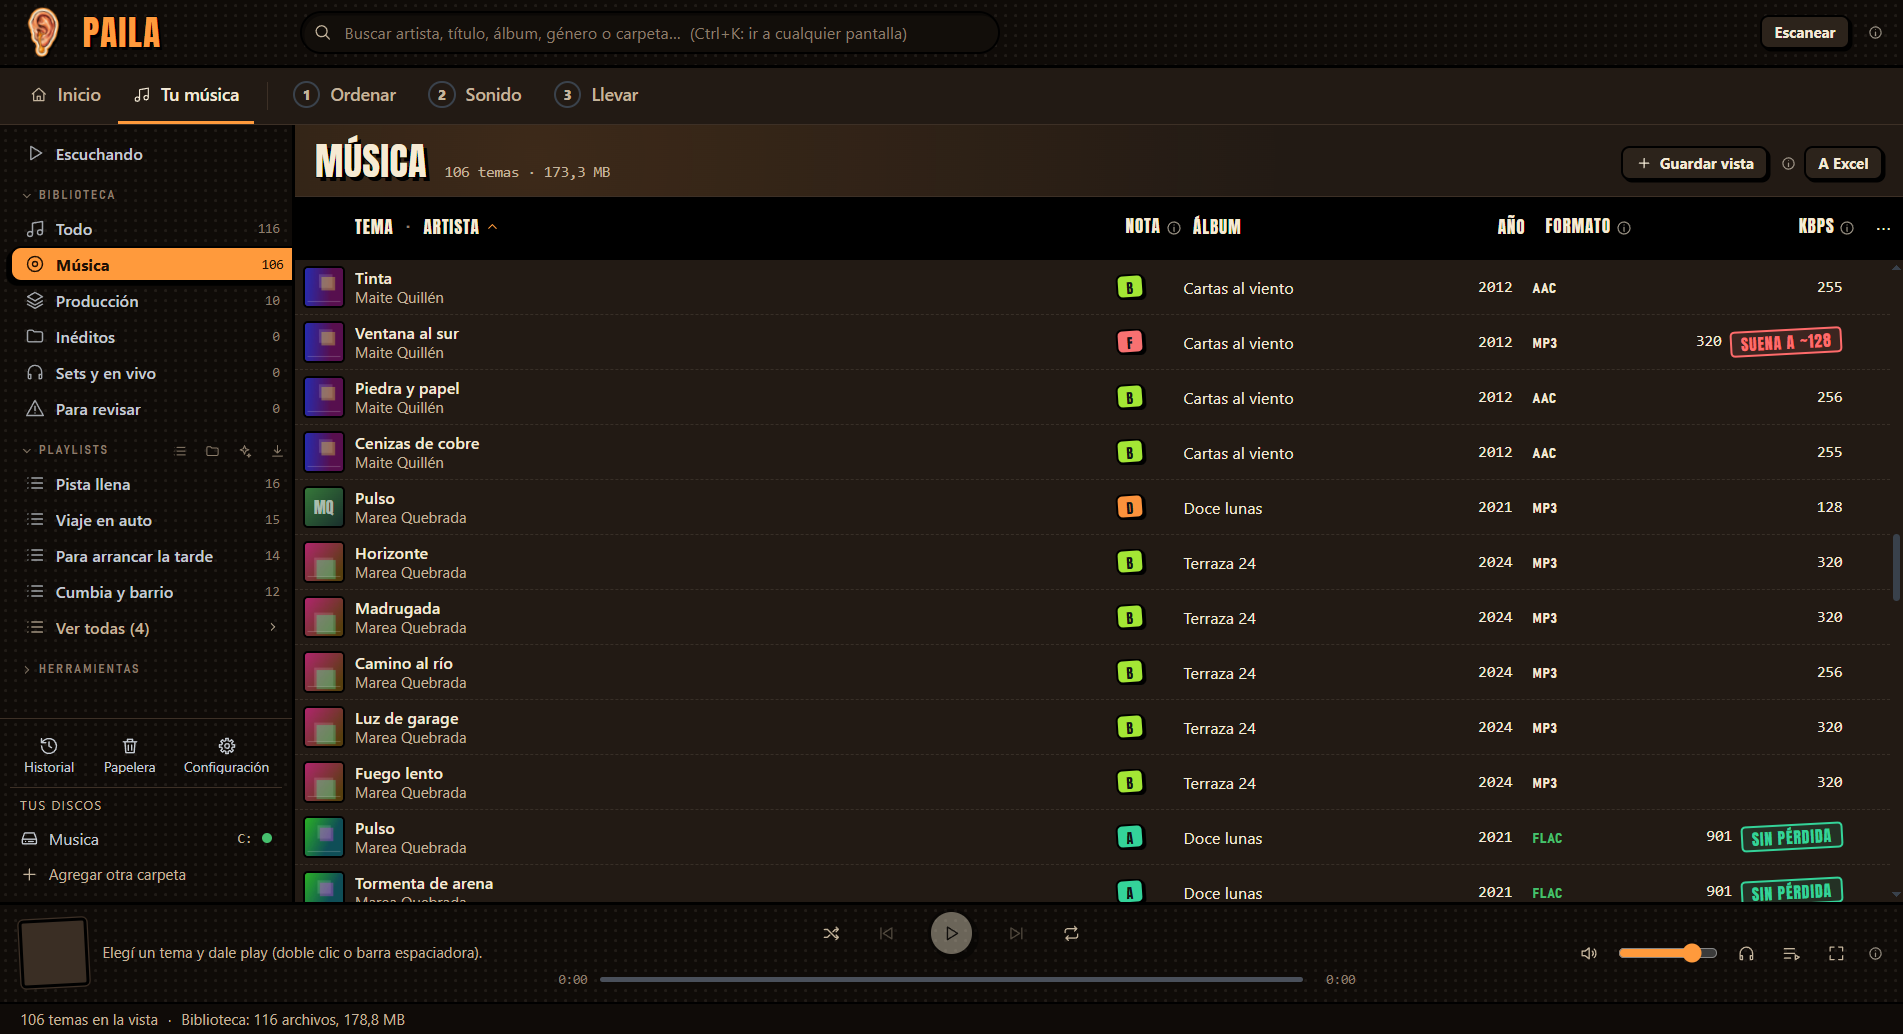 PAILA
Buscar artista, título, álbum, género o carpeta... (Ctrl+K: ir a cualquier pantalla)
Escanear
Inicio
Tu música
1 Ordenar
2 Sonido
3 Llevar
Escuchando
BIBLIOTECA
Todo 116
Música 106
Producción 10
Inéditos 0
Sets y en vivo 0
Para revisar 0
PLAYLISTS
Pista llena 16
Viaje en auto 15
Para arrancar la tarde 14
Cumbia y barrio 12
Ver todas (4)
HERRAMIENTAS
Historial
Papelera
Configuración
TUS DISCOS
Musica C:
Agregar otra carpeta
MÚSICA 106 temas · 173,3 MB
+ Guardar vista
A Excel
TEMA · ARTISTA NOTA ÁLBUM AÑO FORMATO KBPS ...
Tinta
Maite Quillén
B Cartas al viento 2012 AAC 255
Ventana al sur
Maite Quillén
F Cartas al viento 2012 MP3 320 SUENA A ~128
Piedra y papel
Maite Quillén
B Cartas al viento 2012 AAC 256
Cenizas de cobre
Maite Quillén
B Cartas al viento 2012 AAC 255
MQ
Pulso
Marea Quebrada
D Doce lunas 2021 MP3 128
Horizonte
Marea Quebrada
B Terraza 24 2024 MP3 320
Madrugada
Marea Quebrada
B Terraza 24 2024 MP3 320
Camino al río
Marea Quebrada
B Terraza 24 2024 MP3 256
Luz de garage
Marea Quebrada
B Terraza 24 2024 MP3 320
Fuego lento
Marea Quebrada
B Terraza 24 2024 MP3 320
Pulso
Marea Quebrada
A Doce lunas 2021 FLAC 901 SIN PÉRDIDA
Tormenta de arena
Marea Quebrada
A Doce lunas 2021 FLAC 901 SIN PÉRDIDA
Elegí un tema y dale play (doble clic o barra espaciadora).
0:00
0:00
106 temas en la vista · Biblioteca: 116 archivos, 178,8 MB